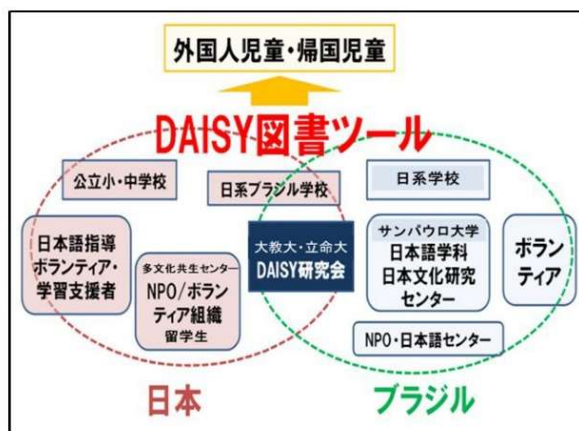 外国人児童・帰国児童
DAISY図書ツール
公立小・中学校
日系ブラジル学校
日系学校
日本語指導
ボランティア・
学習支援者
多文化共生センター
NPO/ボラン
ティア組織
留学生
大教大・立命大
DAISY研究会
サンパウロ大学
日本語学科
日本文化研究
センター
ボラン
ティア
NPO・日本語センター
日本
ブラジル